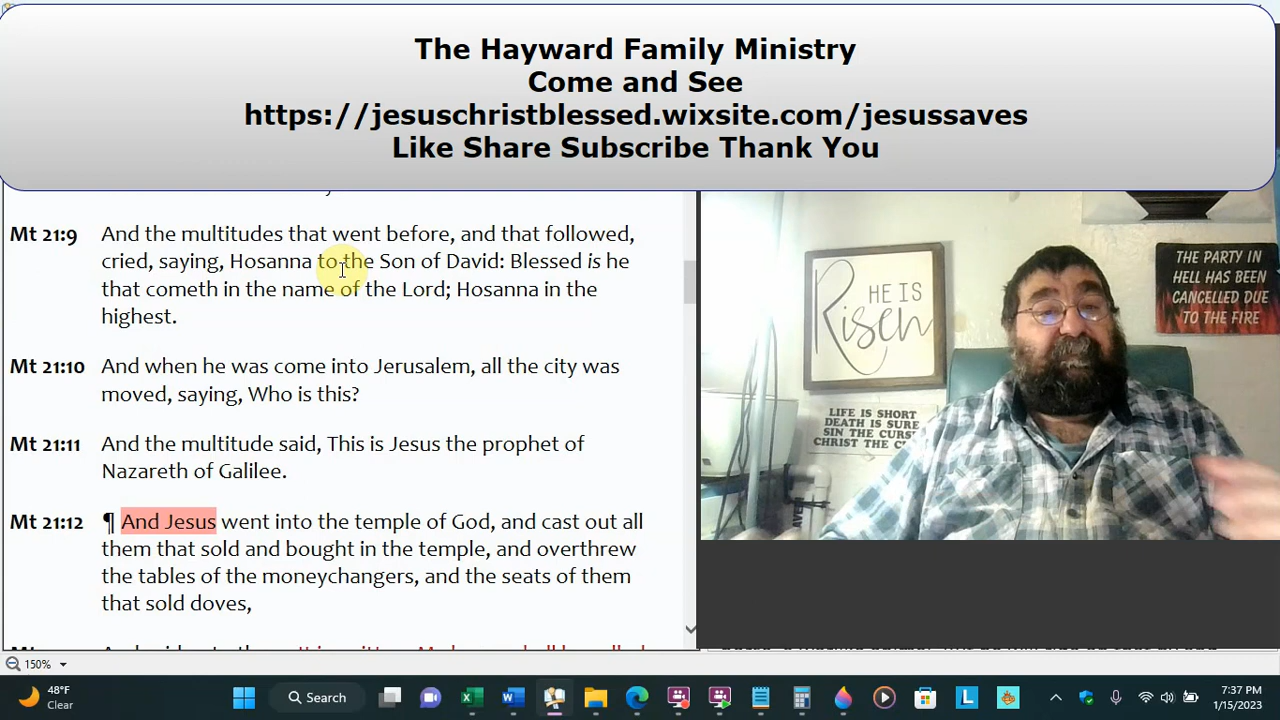 The Hayward Family Ministry
Come and See
https://jesuschristblessed.wixsite.com/jesussaves
Like Share Subscribe Thank You
Mt 21:9 And the multitudes that went before, and that followed,
cried, saying, Hosanna to the Son of David: Blessed is he
that cometh in the name of the Lord; Hosanna in the
highest.
Mt 21:10 And when he was come into Jerusalem, all the city was
moved, saying, Who is this?
Mt 21:11 And the multitude said, This is Jesus the prophet of
Nazareth of Galilee.
Mt 21:12 ¶ And Jesus went into the temple of God, and cast out all
them that sold and bought in the temple, and overthrew
the tables of the moneychangers, and the seats of them
that sold doves,
HE IS
Risen
LIFE IS SHORT
DEATH IS SURE
SIN THE CURSE
CHRIST THE
THE PARTY IN
HELL HAS BEEN
CANCELLED DUE
TO THE FIRE
150%
48°F
Clear
Search
7:37 PM
1/15/2023